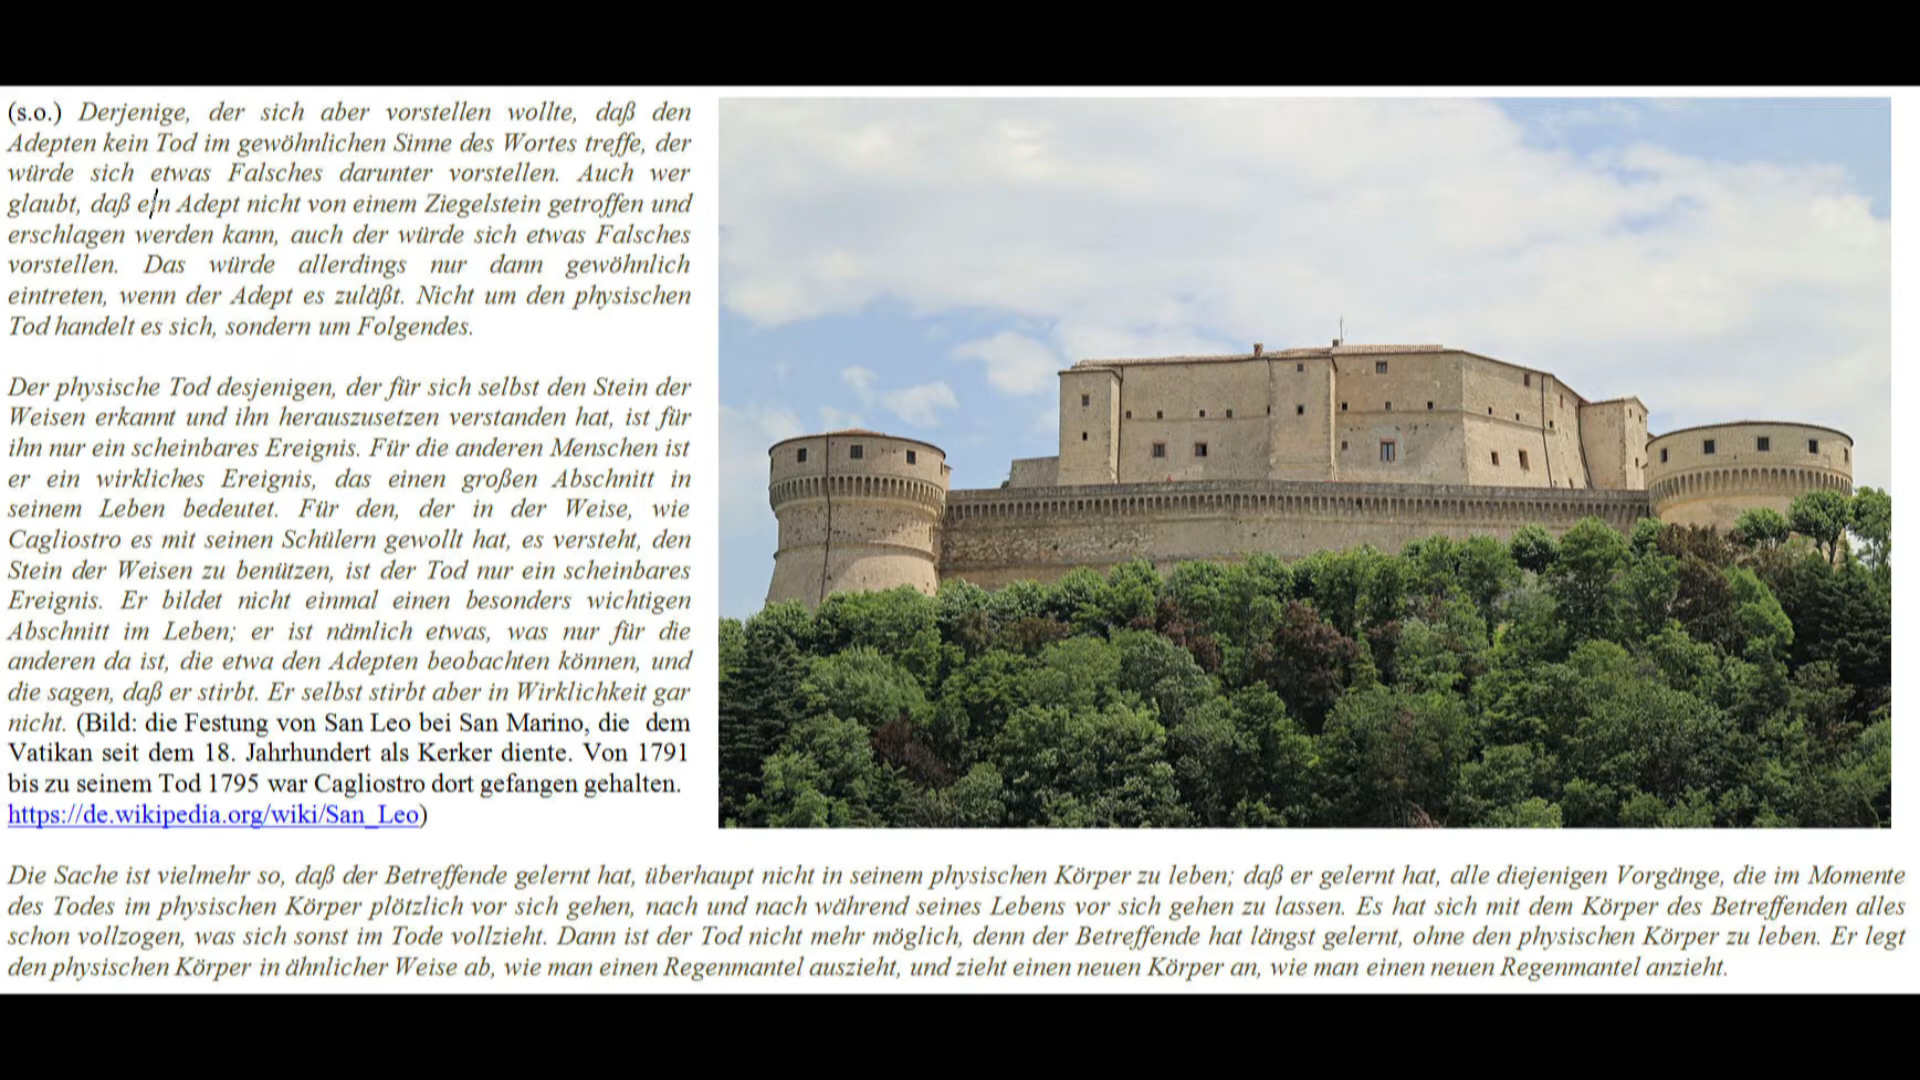 (s.o.) Derjenige, der sich aber vorstellen wollte, daß den
Adepten kein Tod im gewöhnlichen Sinne des Wortes treffe, der
würde sich etwas Falsches darunter vorstellen. Auch wer
glaubt, daß ein Adept nicht von einem Ziegelstein getroffen und
erschlagen werden kann, auch der würde sich etwas Falsches
vorstellen. Das würde allerdings nur dann gewöhnlich
eintreten, wenn der Adept es zuläßt. Nicht um den physischen
Tod handelt es sich, sondern um Folgendes.
Der physische Tod desjenigen, der für sich selbst den Stein der
Weisen erkannt und ihn herauszusetzen verstanden hat, ist für
ihn nur ein scheinbares Ereignis. Für die anderen Menschen ist
er ein wirkliches Ereignis, das einen großen Abschnitt in
seinem Leben bedeutet. Für den, der in der Weise, wie
Cagliostro es mit seinen Schülern gewollt hat, es versteht, den
Stein der Weisen zu benützen, ist der Tod nur ein scheinbares
Ereignis. Er bildet nicht einmal einen besonders wichtigen
Abschnitt im Leben; er ist nämlich etwas, was nur für die
anderen da ist, die etwa den Adepten beobachten können, und
die sagen, daß er stirbt. Er selbst stirbt aber in Wirklichkeit gar
nicht. (Bild: die Festung von San Leo bei San Marino, die dem
Vatikan seit dem 18. Jahrhundert als Kerker diente. Von 1791
bis zu seinem Tod 1795 war Cagliostro dort gefangen gehalten.
https://de.wikipedia.org/wiki/San_Leo)
Die Sache ist vielmehr so, daß der Betreffende gelernt hat, überhaupt nicht in seinem physischen Körper zu leben; daß er gelernt hat, alle diejenigen Vorgänge, die im Momente
des Todes im physischen Körper plötzlich vor sich gehen, nach und nach während seines Lebens vor sich gehen zu lassen. Es hat sich mit dem Körper des Betreffenden alles
schon vollzogen, was sich sonst im Tode vollzieht. Dann ist der Tod nicht mehr möglich, denn der Betreffende hat längst gelernt, ohne den physischen Körper zu leben. Er legt
den physischen Körper in ähnlicher Weise ab, wie man einen Regenmantel auszieht, und zieht einen neuen Körper an, wie man einen neuen Regenmantel anzieht.